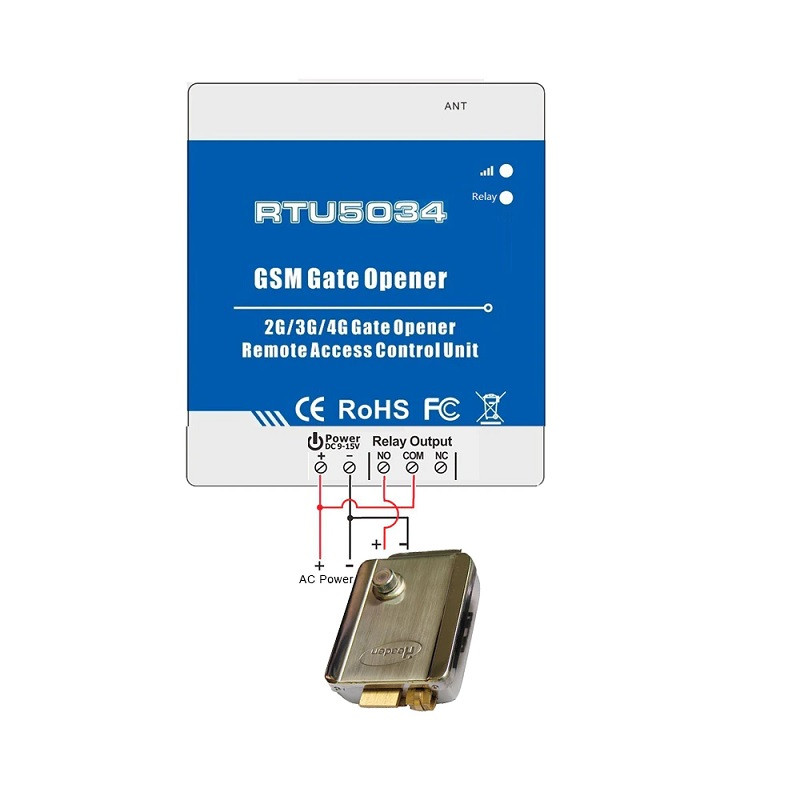 ANT
Relay
RTU5034
GSM Gate Opener
2G/3G/4G Gate Opener
Remote Access Control Unit
CE RoHS FC
Power Relay Output
DC 9-15V
+ - NO COM NC
+ -
+ -
AC Power